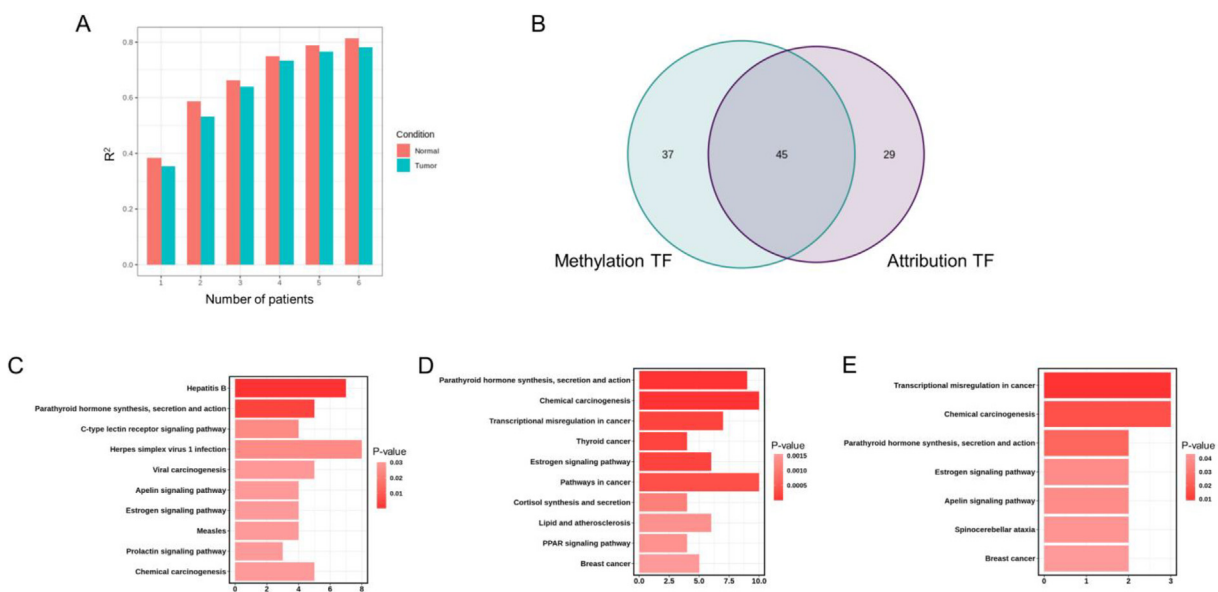 A
0.8
0.6
0.4
0.2
0.0
R2
1 2 3 4 5 6
Number of patients
Condition
Normal
Tumor
B
37 45 29
Methylation TF Attribution TF
C
Hepatitis B
Parathyroid hormone synthesis, secretion and action
C-type lectin receptor signaling pathway
Herpes simplex virus 1 infection
Viral carcinogenesis
Apelin signaling pathway
Estrogen signaling pathway
Measles
Prolactin signaling pathway
Chemical carcinogenesis
0 2 4 6 8
P-value
0.03
0.02
0.01
D
Parathyroid hormone synthesis, secretion and action
Chemical carcinogenesis
Transcriptional misregulation in cancer
Thyroid cancer
Estrogen signaling pathway
Pathways in cancer
Cortisol synthesis and secretion
Lipid and atherosclerosis
PPAR signaling pathway
Breast cancer
0.0 2.5 5.0 7.5 10.0
P-value
0.0015
0.0010
0.0005
E
Transcriptional misregulation in cancer
Chemical carcinogenesis
Parathyroid hormone synthesis, secretion and action
Estrogen signaling pathway
Apelin signaling pathway
Spinocerebellar ataxia
Breast cancer
0 1 2 3
P-value
0.04
0.03
0.02
0.01